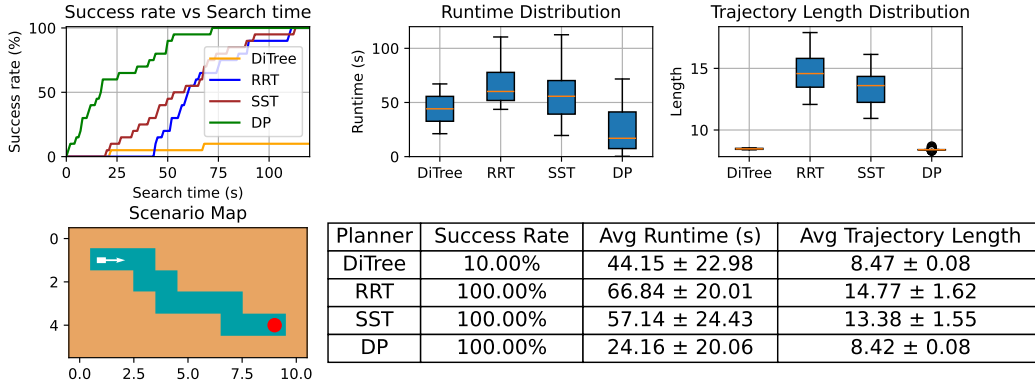 Success rate vs Search time
Success rate (%)
100
50
0
0 25 50 75 100
Search time (s)
DiTree
RRT
SST
DP
Runtime Distribution
Runtime (s)
100
50
0
DiTree RRT SST DP
Trajectory Length Distribution
Length
15
10
DiTree RRT SST DP
Scenario Map
0
2
4
0.0 2.5 5.0 7.5 10.0
Planner Success Rate Avg Runtime (s) Avg Trajectory Length
DiTree 10.00% 44.15 ± 22.98 8.47 ± 0.08
RRT 100.00% 66.84 ± 20.01 14.77 ± 1.62
SST 100.00% 57.14 ± 24.43 13.38 ± 1.55
DP 100.00% 24.16 ± 20.06 8.42 ± 0.08